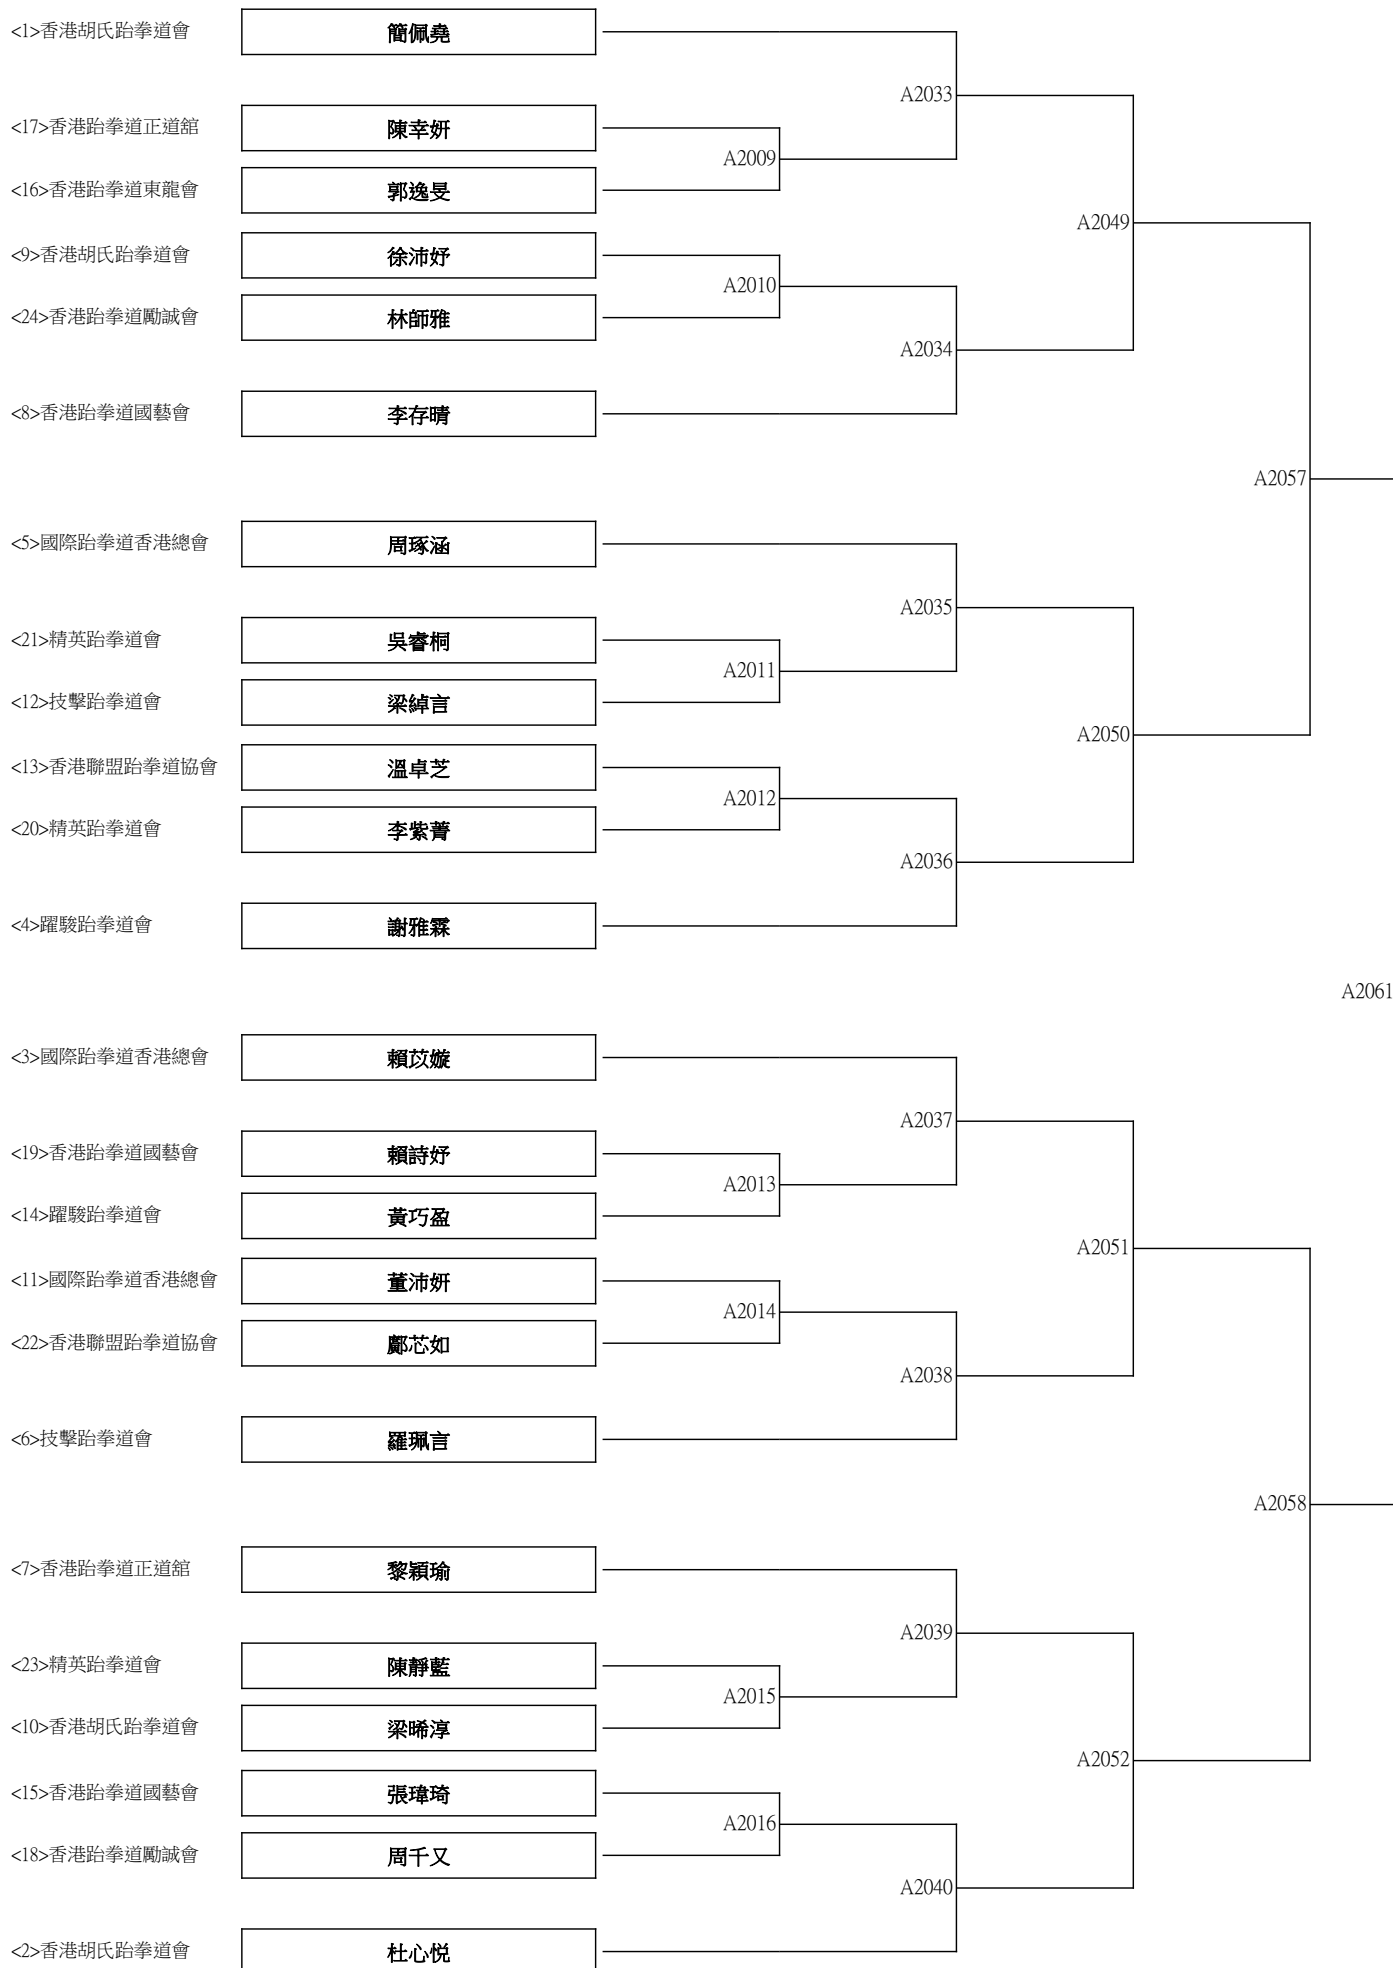 <1>香港胡氏跆拳道會 簡佩堯
A2033
<17>香港跆拳道正道舘 陳幸妍
A2009
<16>香港跆拳道東龍會 郭逸旻
A2049
<9>香港胡氏跆拳道會 徐沛妤
A2010
<24>香港跆拳道勵誠會 林師雅
A2034
<8>香港跆拳道國藝會 李存晴
A2057
<5>國際跆拳道香港總會 周琢涵
A2035
<21>精英跆拳道會 吳睿桐
A2011
<12>技擊跆拳道會 梁綽言
A2050
<13>香港聯盟跆拳道協會 溫卓芝
A2012
<20>精英跆拳道會 李紫菁
A2036
<4>躍駿跆拳道會 謝雅霖
A2061
<3>國際跆拳道香港總會 賴苡嫙
A2037
<19>香港跆拳道國藝會 賴詩妤
A2013
<14>躍駿跆拳道會 黃巧盈
A2051
<11>國際跆拳道香港總會 董沛妍
A2014
<22>香港聯盟跆拳道協會 鄺芯如
A2038
<6>技擊跆拳道會 羅珮言
A2058
<7>香港跆拳道正道舘 黎穎瑜
A2039
<23>精英跆拳道會 陳靜藍
A2015
<10>香港胡氏跆拳道會 梁晞淳
A2052
<15>香港跆拳道國藝會 張瑋琦
A2016
<18>香港跆拳道勵誠會 周千又
A2040
<2>香港胡氏跆拳道會 杜心悦